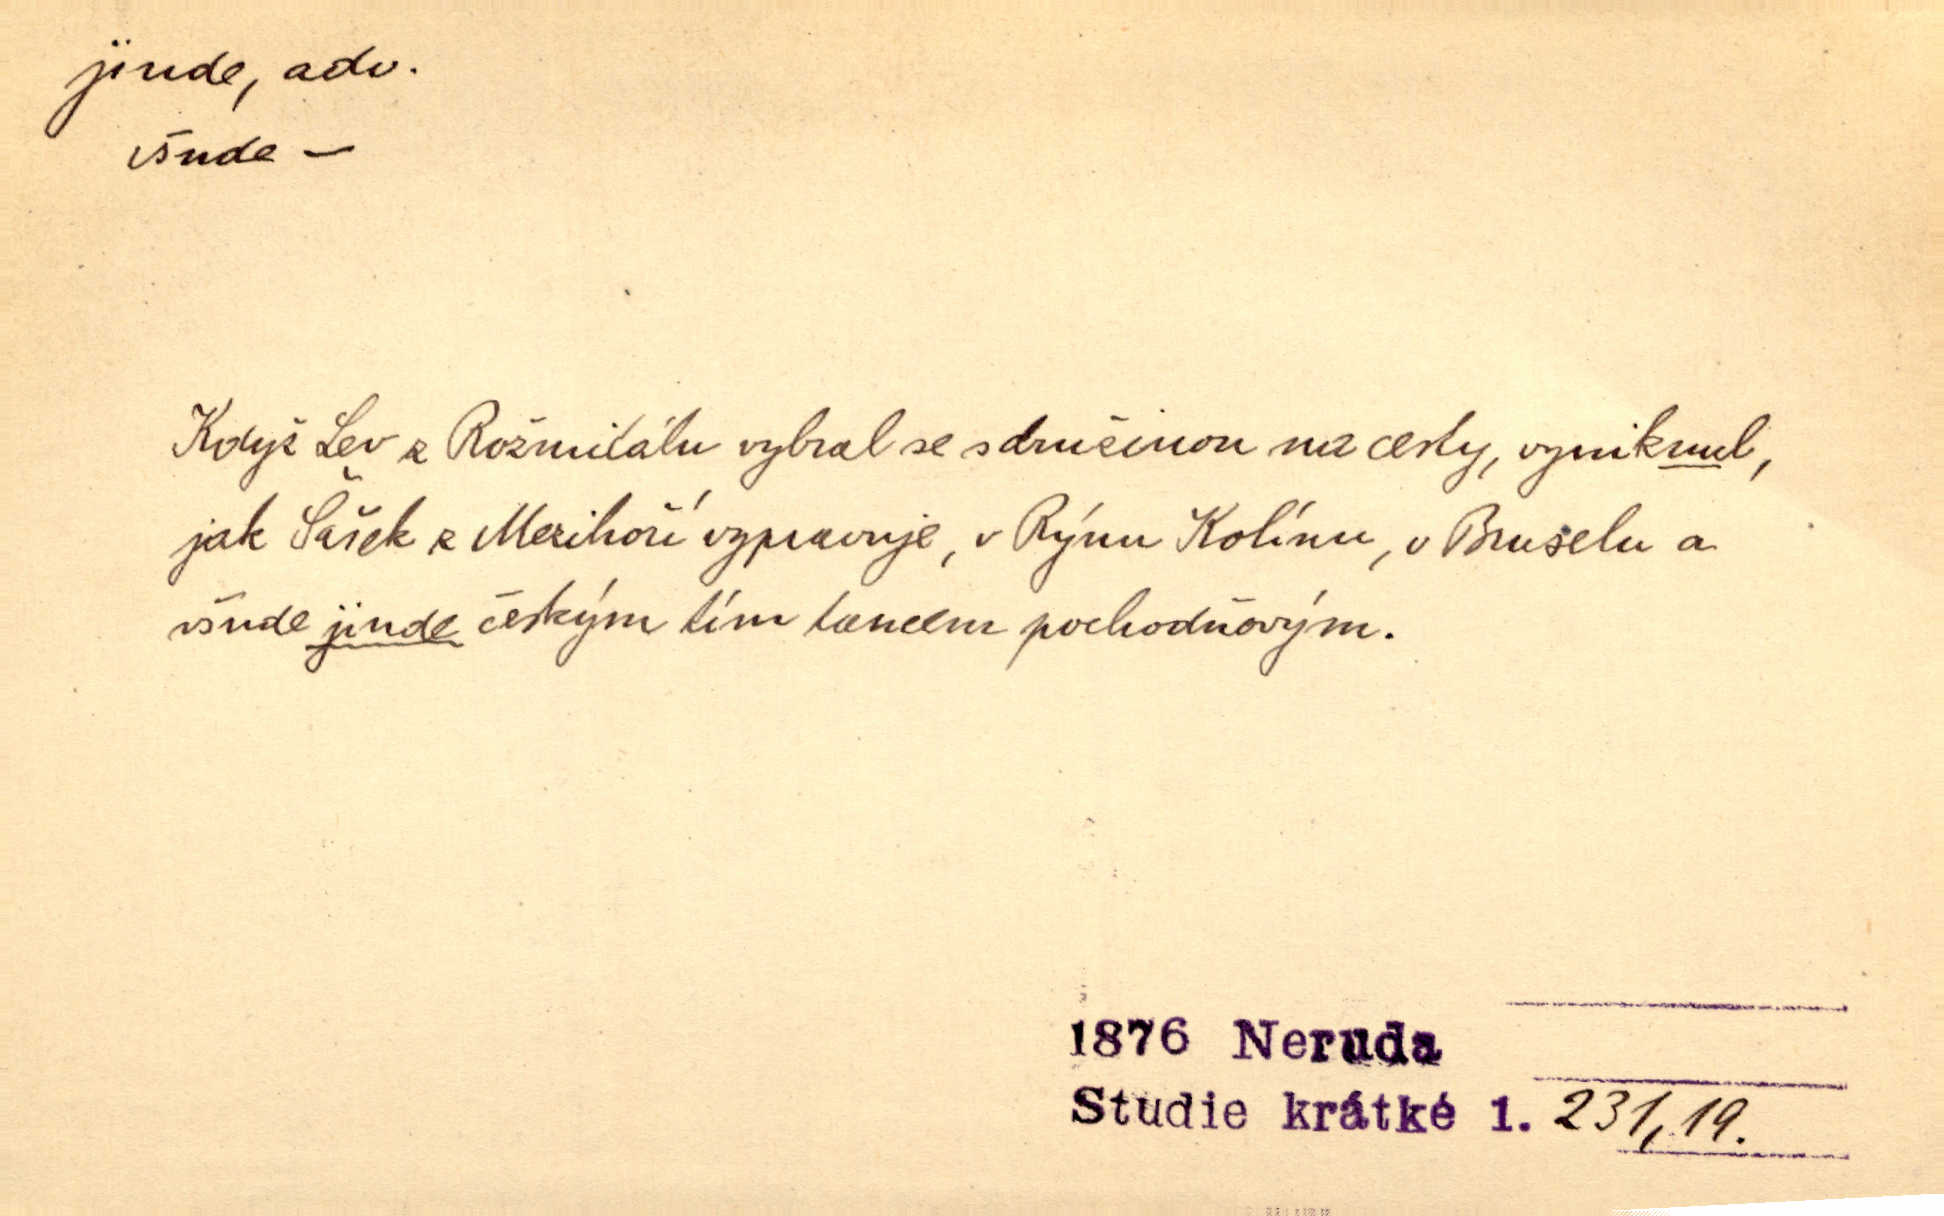 jinde, adv.
všude —
Když Lev z Rožmitálu vybral se s družinou na cesty, vyniknul,
jak Šašek z Mezihoří vypravuje, v Rýnu Kolínu, v Bruselu a
všude jinde českým tím tancem pochodňovým.
1876 Neruda
Studie krátké 1. 231,19.